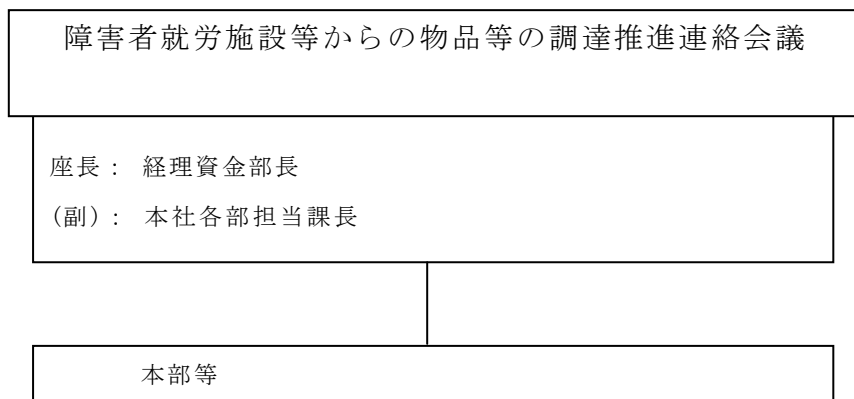 障害者就労施設等からの物品等の調達推進連絡会議
座長： 経理資金部長
（副）： 本社各部担当課長
本部等